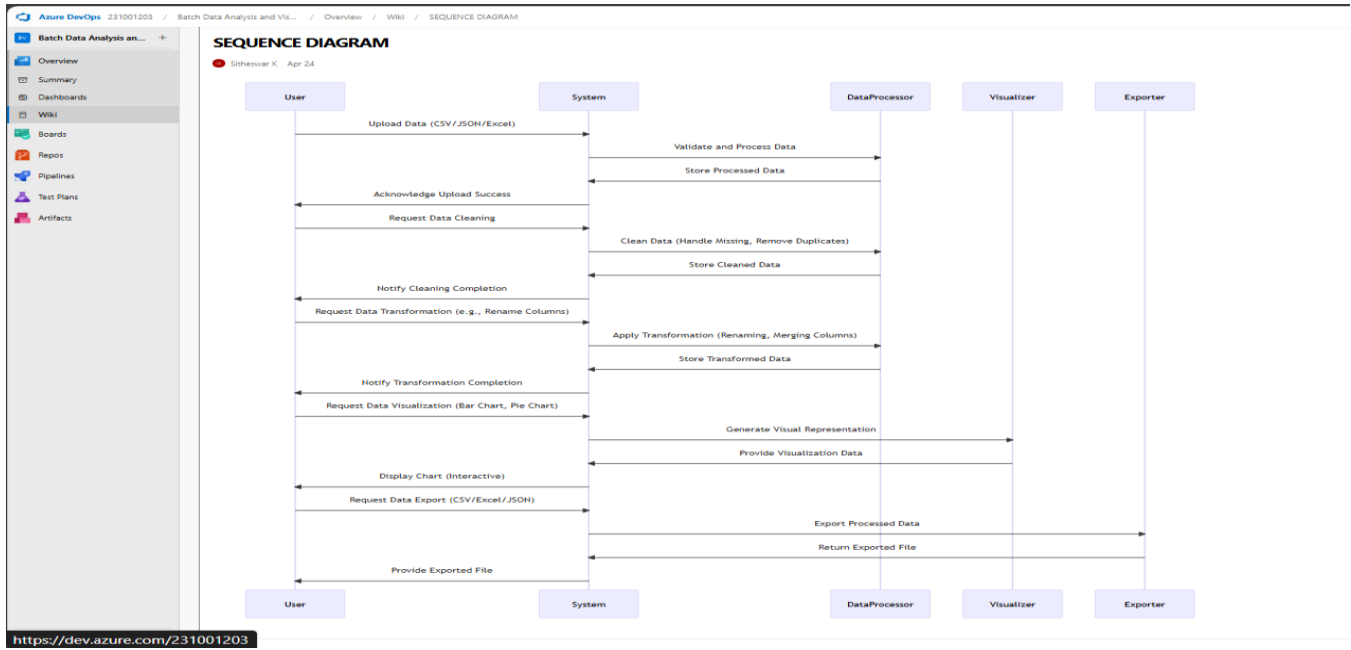 Azure DevOps 231001203 / Batch Data Analysis and Vis... / Overview / Wiki / SEQUENCE DIAGRAM
BV Batch Data Analysis an... +
Overview
Summary
Dashboards
Wiki
Boards
Repos
Pipelines
Test Plans
Artifacts
SEQUENCE DIAGRAM
Sitheswar K Apr 24
User System DataProcessor Visualizer Exporter
Upload Data (CSV/JSON/Excel)
Validate and Process Data
Store Processed Data
Acknowledge Upload Success
Request Data Cleaning
Clean Data (Handle Missing, Remove Duplicates)
Store Cleaned Data
Notify Cleaning Completion
Request Data Transformation (e.g., Rename Columns)
Apply Transformation (Renaming, Merging Columns)
Store Transformed Data
Notify Transformation Completion
Request Data Visualization (Bar Chart, Pie Chart)
Generate Visual Representation
Provide Visualization Data
Display Chart (Interactive)
Request Data Export (CSV/Excel/JSON)
Export Processed Data
Return Exported File
Provide Exported File
User System DataProcessor Visualizer Exporter
https://dev.azure.com/231001203